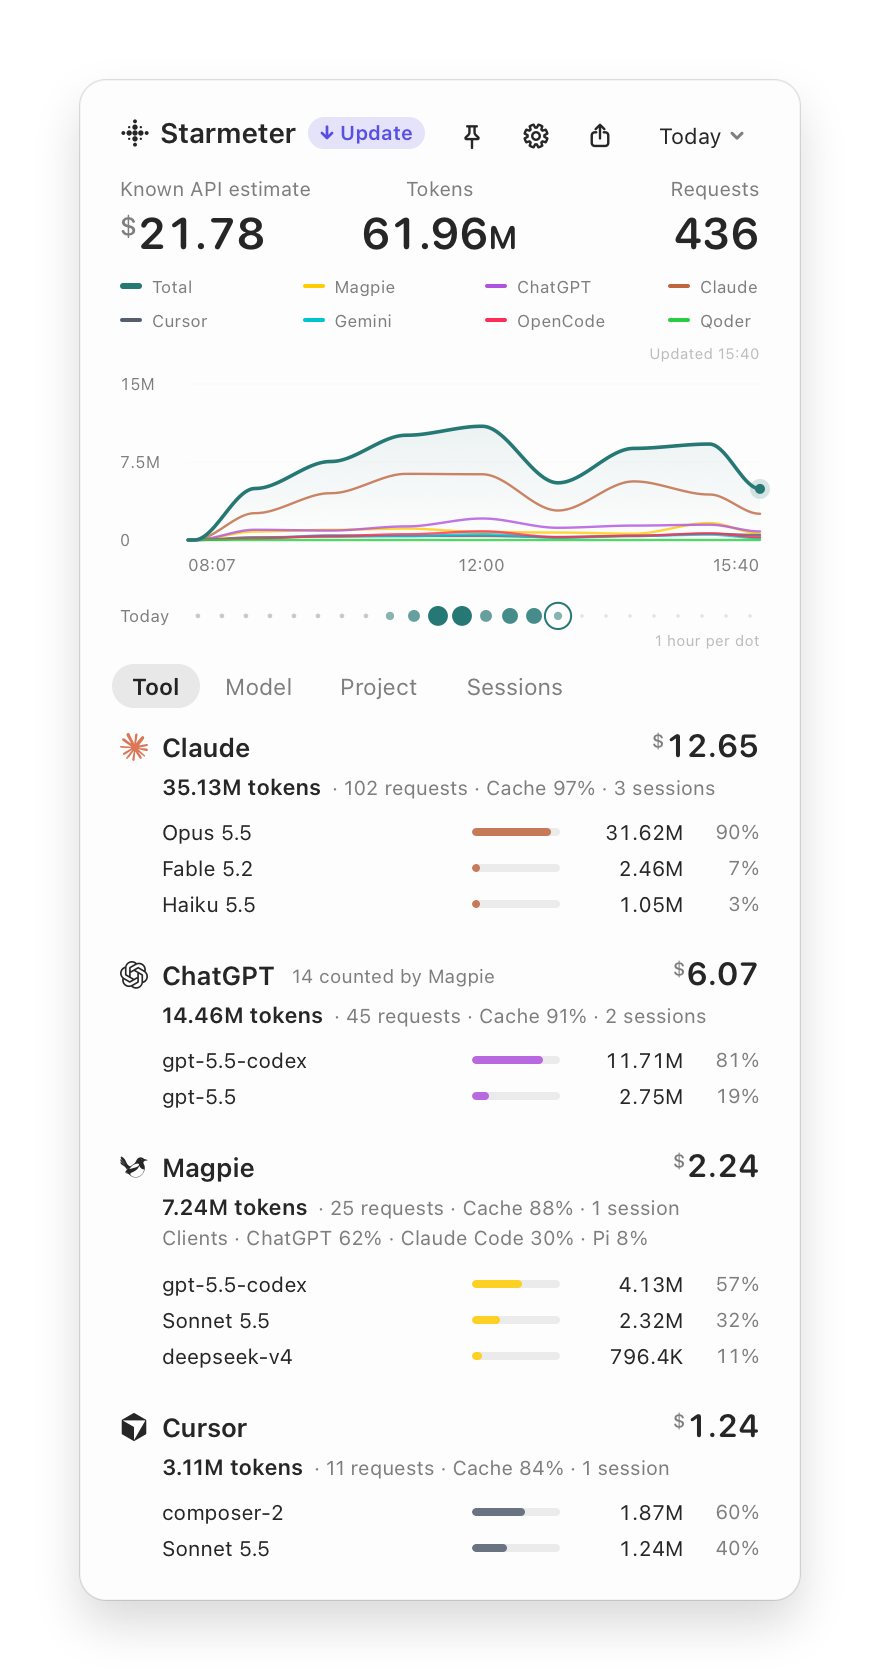 Starmeter Update Today
Known API estimate Tokens Requests
$21.78 61.96M 436
Total Magpie ChatGPT Claude
Cursor Gemini OpenCode Qoder
Updated 15:40
15M
7.5M
0
08:07 12:00 15:40
Today
1 hour per dot
Tool Model Project Sessions
Claude $12.65
35.13M tokens · 102 requests · Cache 97% · 3 sessions
Opus 5.5 31.62M 90%
Fable 5.2 2.46M 7%
Haiku 5.5 1.05M 3%
ChatGPT 14 counted by Magpie $6.07
14.46M tokens · 45 requests · Cache 91% · 2 sessions
gpt-5.5-codex 11.71M 81%
gpt-5.5 2.75M 19%
Magpie $2.24
7.24M tokens · 25 requests · Cache 88% · 1 session
Clients · ChatGPT 62% · Claude Code 30% · Pi 8%
gpt-5.5-codex 4.13M 57%
Sonnet 5.5 2.32M 32%
deepseek-v4 796.4K 11%
Cursor $1.24
3.11M tokens · 11 requests · Cache 84% · 1 session
composer-2 1.87M 60%
Sonnet 5.5 1.24M 40%